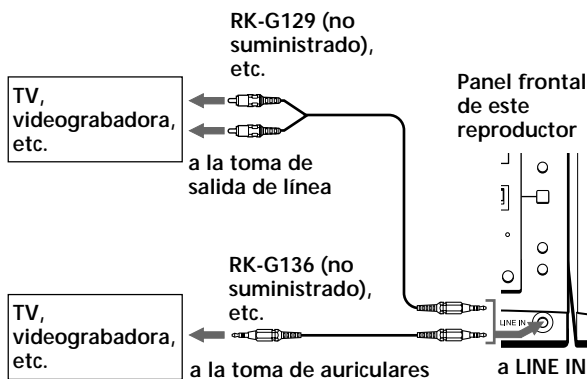 RK-G129 (no
suministrado),
etc.
TV,
videograbadora,
etc.
a la toma de
salida de línea
Panel frontal
de este
reproductor
RK-G136 (no
suministrado),
etc.
TV,
videograbadora,
etc.
a la toma de auriculares
LINE IN
a LINE IN